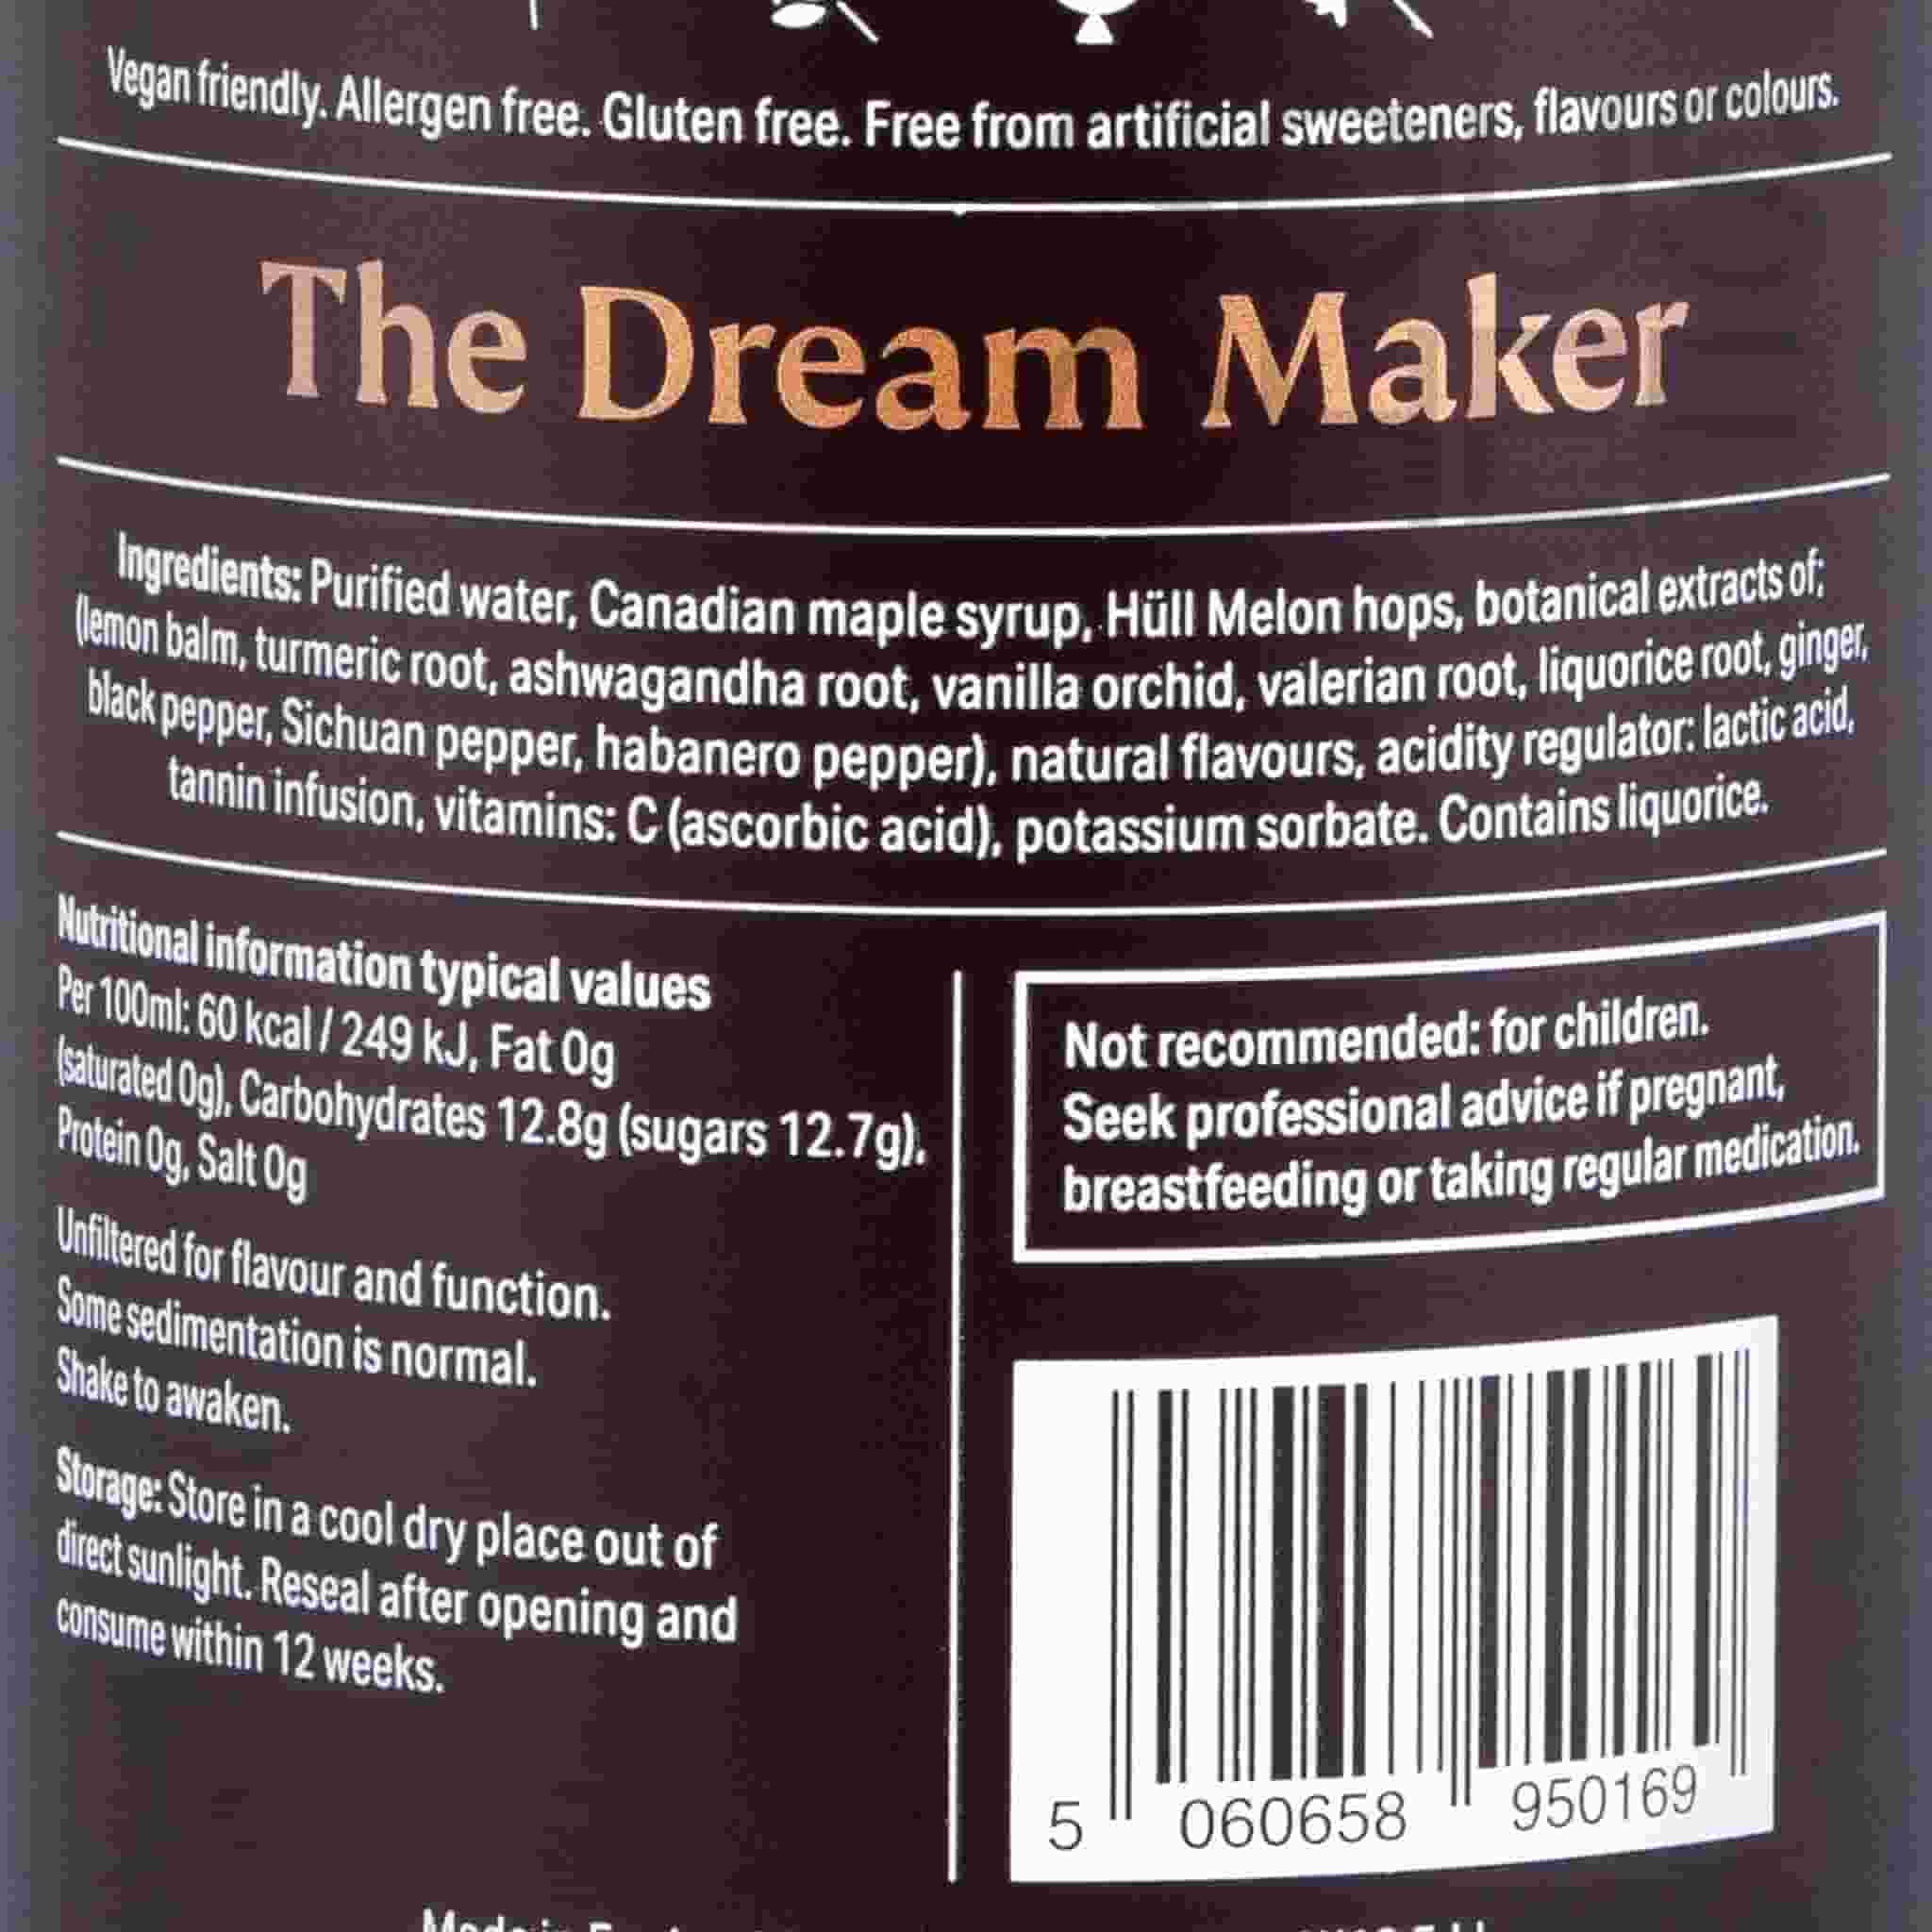 Vegan friendly. Allergen free. Gluten free. Free from artificial sweeteners, flavours or colours.
The Dream Maker
Ingredients: Purified water, Canadian maple syrup, Hüll Melon hops, botanical extracts of;
(lemon balm, turmeric root, ashwagandha root, vanilla orchid, valerian root, liquorice root, ginger,
black pepper, Sichuan pepper, habanero pepper), natural flavours, acidity regulator: lactic acid,
tannin infusion, vitamins: C (ascorbic acid), potassium sorbate. Contains liquorice.
Nutritional information typical values
Per 100ml: 60 kcal / 249 kJ, Fat 0g
(saturated 0g), Carbohydrates 12.8g (sugars 12.7g),
Protein 0g, Salt 0g
Unfiltered for flavour and function.
Some sedimentation is normal.
Shake to awaken.
Storage: Store in a cool dry place out of
direct sunlight. Reseal after opening and
consume within 12 weeks.
Not recommended: for children.
Seek professional advice if pregnant,
breastfeeding or taking regular medication.
5 060658 950169
Made in